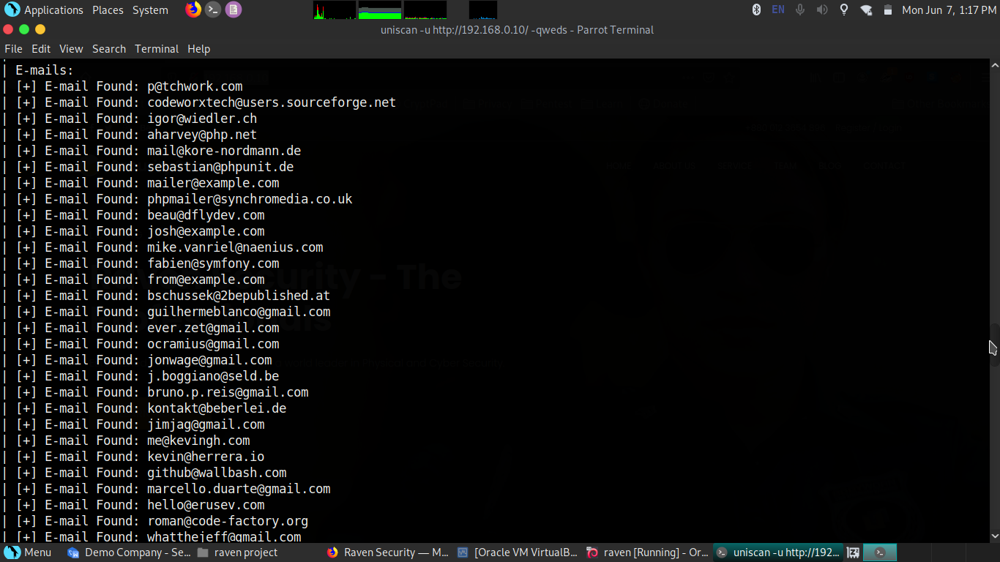 Applications Places System EN Mon Jun 7, 1:17 PM
uniscan -u http://192.168.0.10/ -qweds - Parrot Terminal
File Edit View Search Terminal Help
| E-mails:
| [+] E-mail Found: p@tchwork.com
| [+] E-mail Found: codeworxtech@users.sourceforge.net
| [+] E-mail Found: igor@wiedler.ch
| [+] E-mail Found: aharvey@php.net
| [+] E-mail Found: mail@kore-nordmann.de
| [+] E-mail Found: sebastian@phpunit.de
| [+] E-mail Found: mailer@example.com
| [+] E-mail Found: phpmailer@synchromedia.co.uk
| [+] E-mail Found: beau@dflydev.com
| [+] E-mail Found: josh@example.com
| [+] E-mail Found: mike.vanriel@naenius.com
| [+] E-mail Found: fabien@symfony.com
| [+] E-mail Found: from@example.com
| [+] E-mail Found: bschussek@2bepublished.at
| [+] E-mail Found: guilhermeblanco@gmail.com
| [+] E-mail Found: ever.zet@gmail.com
| [+] E-mail Found: ocramius@gmail.com
| [+] E-mail Found: jonwage@gmail.com
| [+] E-mail Found: j.boggiano@seld.be
| [+] E-mail Found: bruno.p.reis@gmail.com
| [+] E-mail Found: kontakt@beberlei.de
| [+] E-mail Found: jimjag@gmail.com
| [+] E-mail Found: me@kevingh.com
| [+] E-mail Found: kevin@herrera.io
| [+] E-mail Found: github@wallbash.com
| [+] E-mail Found: marcello.duarte@gmail.com
| [+] E-mail Found: hello@erusev.com
| [+] E-mail Found: roman@code-factory.org
| [+] E-mail Found: whatthejeff@gmail.com
Menu Demo Company - Se... raven project Raven Security — M... [Oracle VM VirtualB... raven [Running] - Or... uniscan -u http://192...